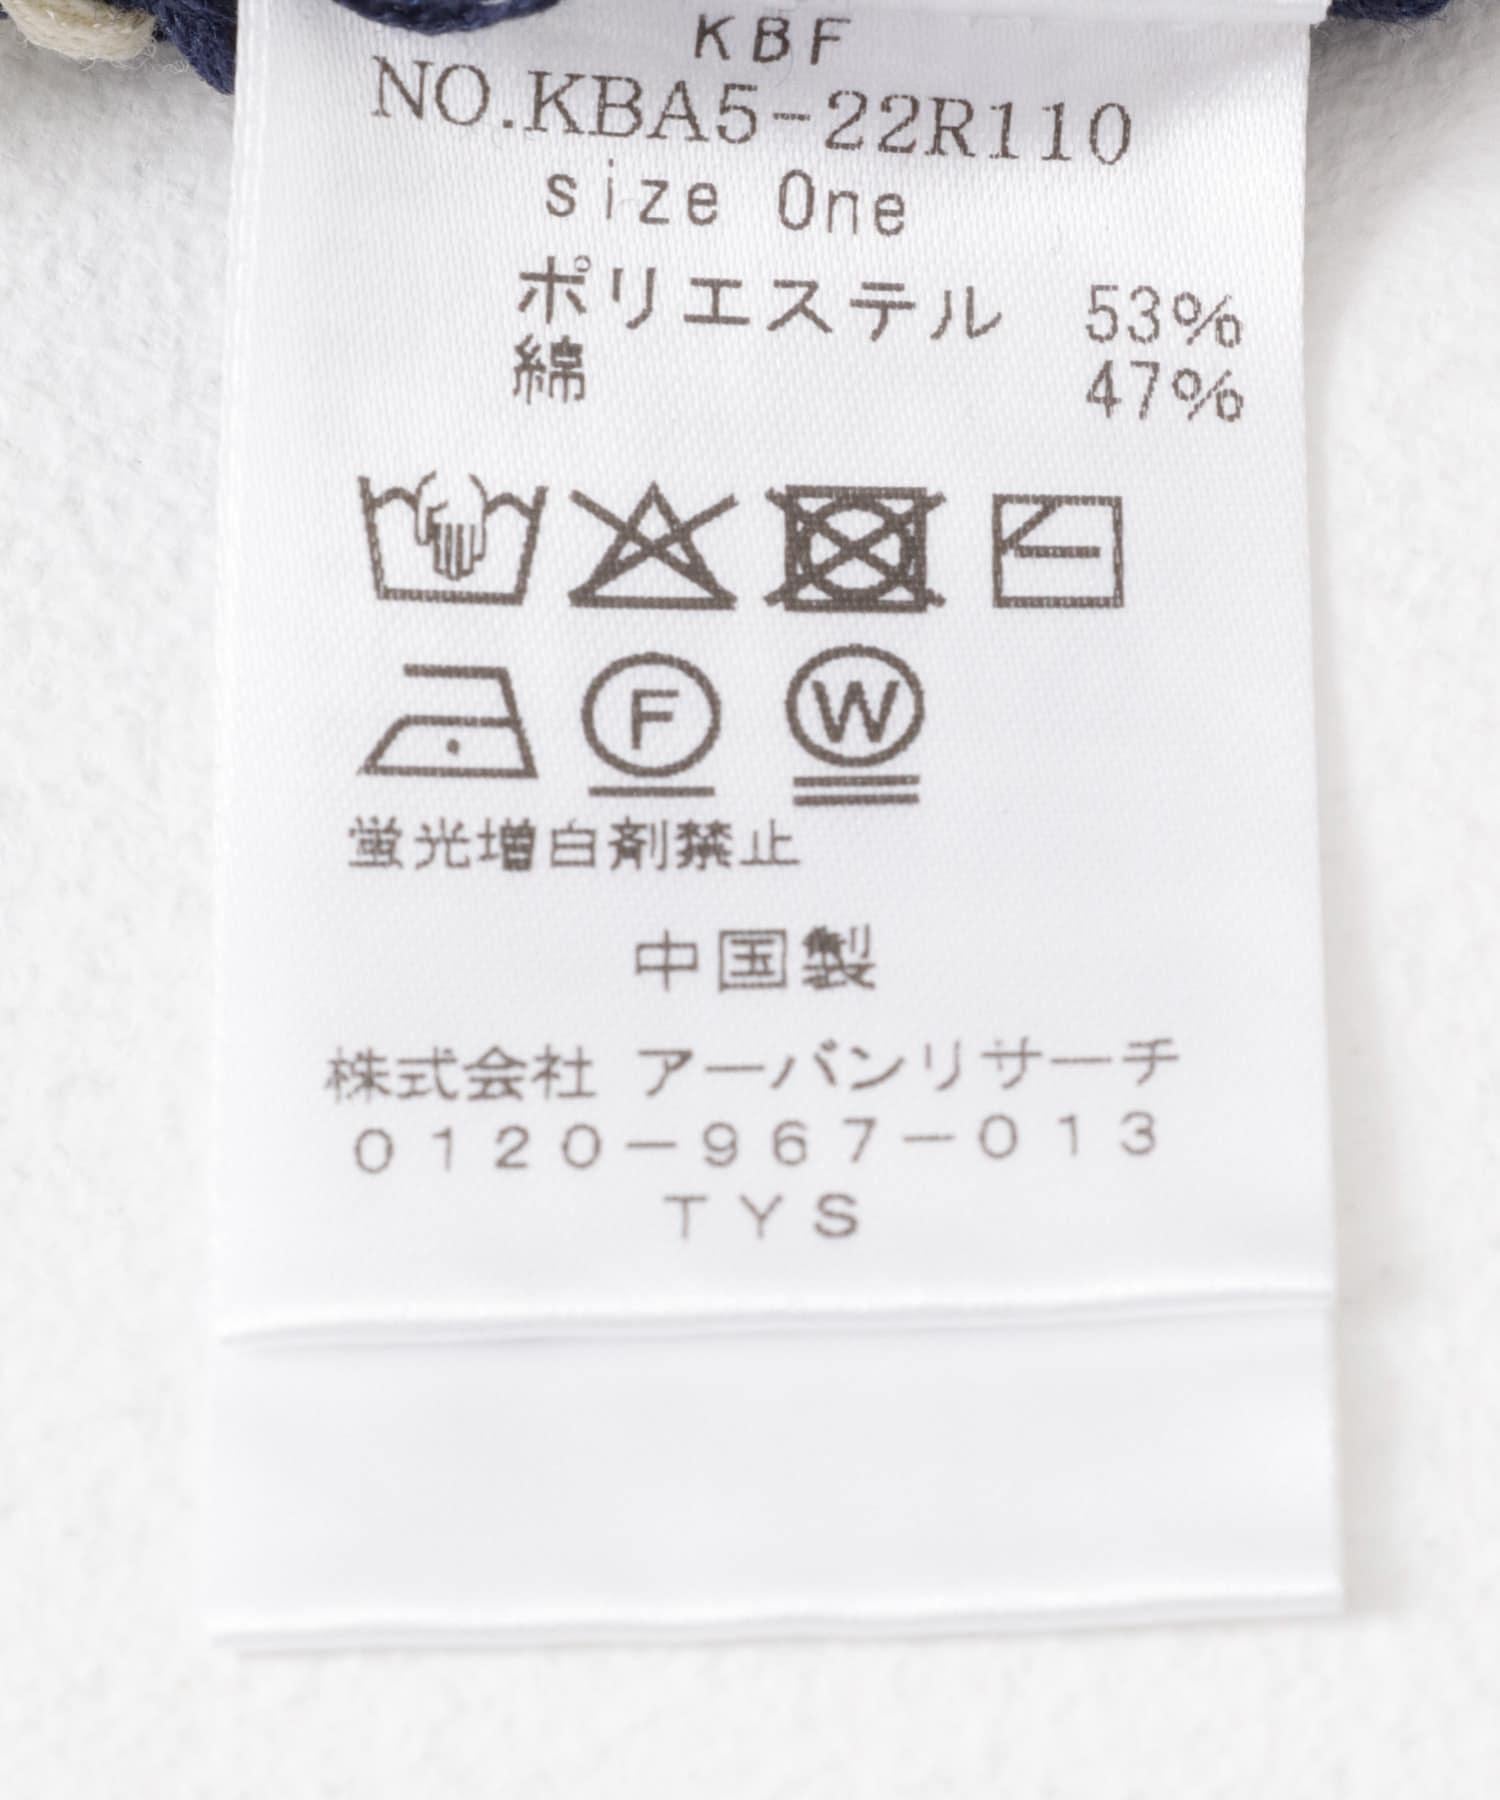 KBF
NO.KBA5-22R110
size One
ポリエステル 53%
綿 47%
F W
蛍光増白剤禁止
中国製
株式会社 アーバンリサーチ
0120-967-013
TYS